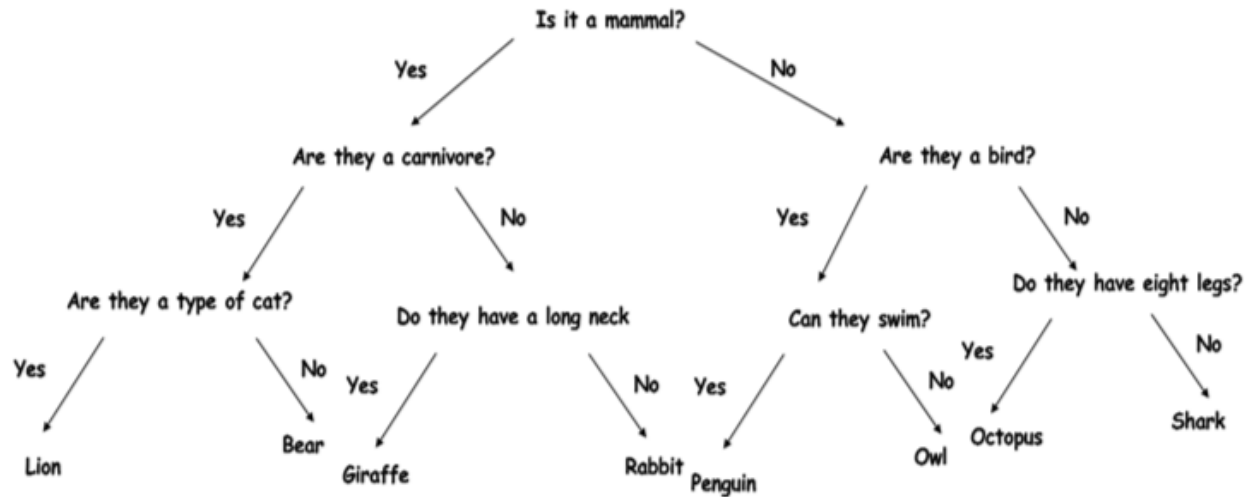 Is it a mammal?
Yes
No
Are they a carnivore?
Are they a bird?
Yes
No
Yes
No
Are they a type of cat?
Do they have a long neck
Can they swim?
Do they have eight legs?
Yes
No
Yes
No
Yes
No
Yes
No
Lion
Bear
Giraffe
Rabbit
Penguin
Owl
Octopus
Shark